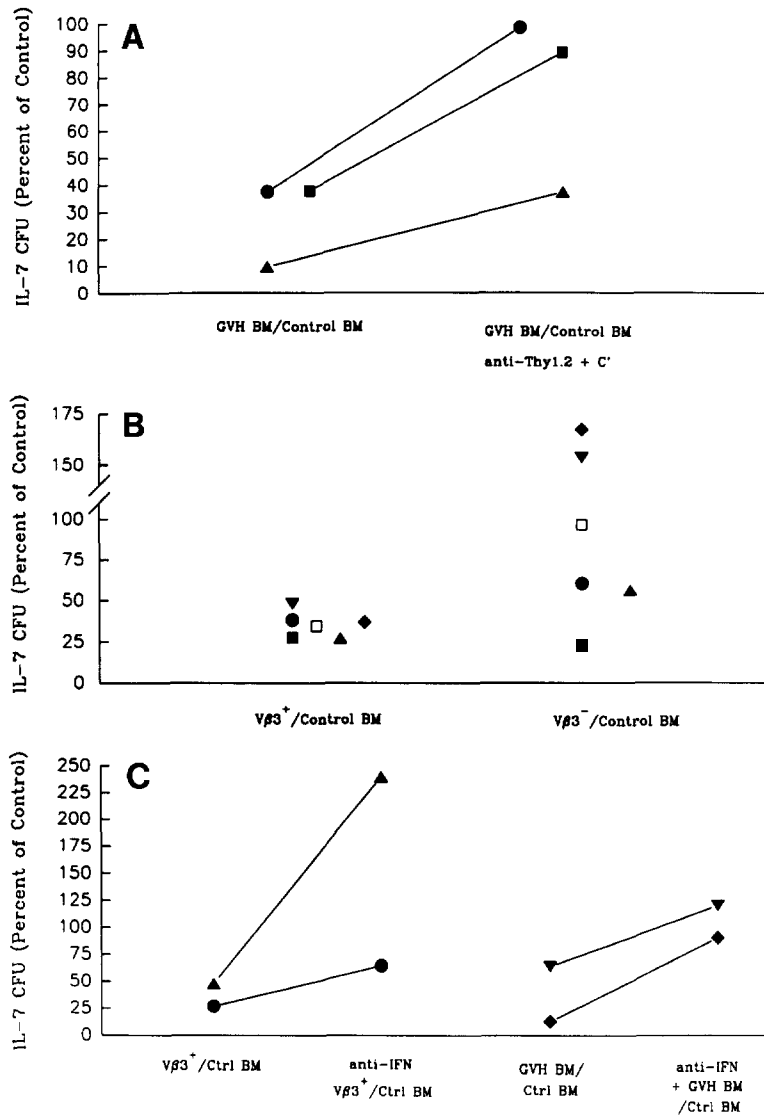 A
IL-7 CFU (Percent of Control)
100
90
80
70
60
50
40
30
20
10
0
GVH BM/Control BM
GVH BM/Control BM
anti-Thy1.2 + C'
B
IL-7 CFU (Percent of Control)
175
150
100
75
50
25
0
Vβ3⁺/Control BM
Vβ3⁻/Control BM
C
IL-7 CFU (Percent of Control)
250
225
200
175
150
125
100
75
50
25
0
Vβ3⁺/Ctrl BM
anti-IFN
Vβ3⁺/Ctrl BM
GVH BM/
Ctrl BM
anti-IFN
+ GVH BM
/Ctrl BM